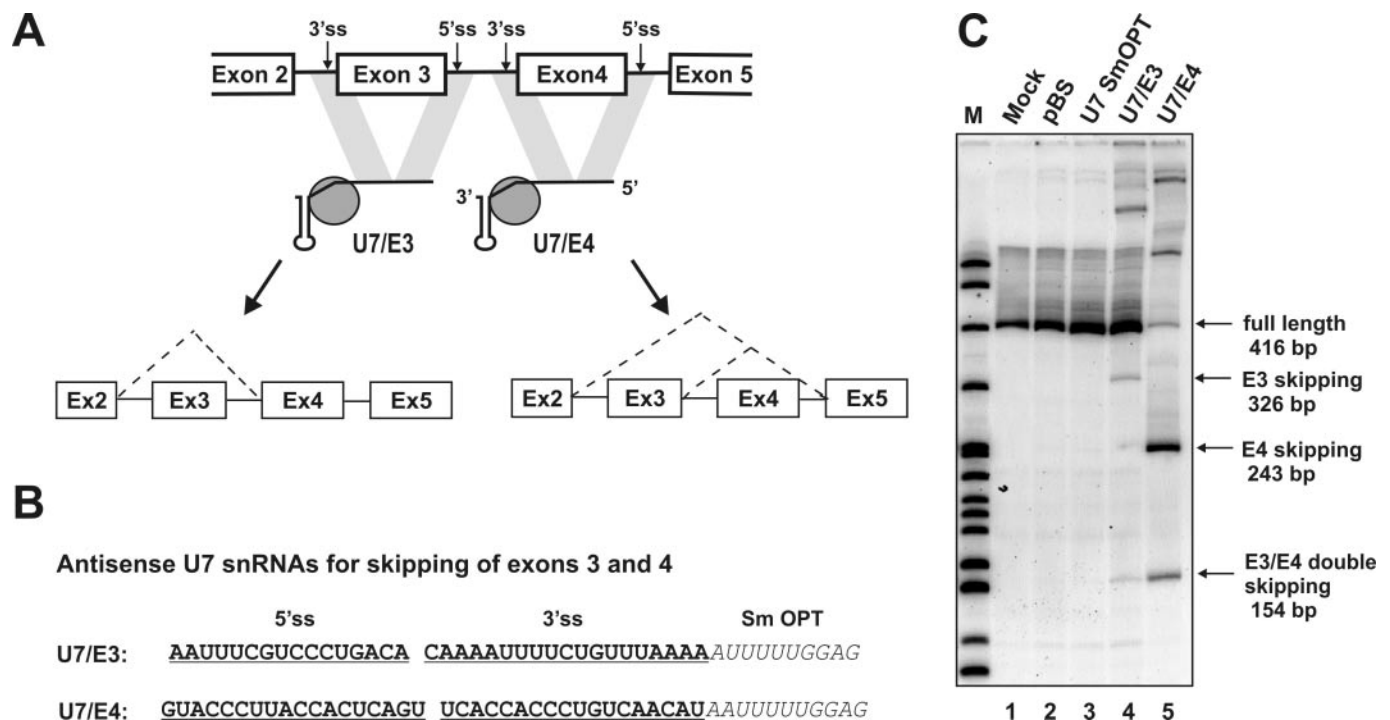 A
3'ss 5'ss 3'ss 5'ss
Exon 2 Exon 3 Exon4 Exon 5
3' 5'
U7/E3 U7/E4
Ex2 Ex3 Ex4 Ex5 Ex2 Ex3 Ex4 Ex5
B
Antisense U7 snRNAs for skipping of exons 3 and 4
5'ss 3'ss Sm OPT
U7/E3: AAUUUCGUCCCUGACA CAAAAUUUUCUGUUUAAAAAUUUUUGGAG
U7/E4: GUACCCUUACCACUCAGU UCACCACCCUGUCAACAUAAUUUUUGGAG
C
M Mock pBS U7 SmOPT U7/E3 U7/E4
full length
416 bp
E3 skipping
326 bp
E4 skipping
243 bp
E3/E4 double
skipping
154 bp
1 2 3 4 5